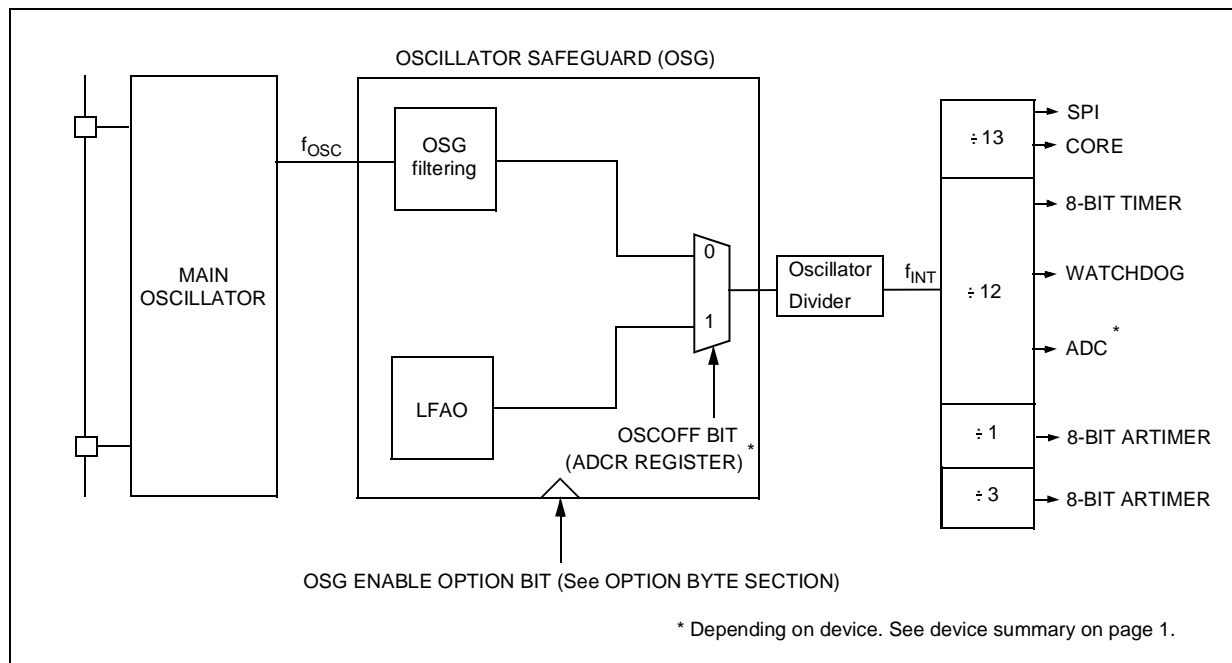 OSCILLATOR SAFEGUARD (OSG)
MAIN
OSCILLATOR
fOSC
OSG
filtering
LFAO
0
1
OSCOFF BIT
(ADCR REGISTER) *
Oscillator
Divider
fINT
÷ 13
÷ 12
÷ 1
÷ 3
SPI
CORE
8-BIT TIMER
WATCHDOG
ADC *
8-BIT ARTIMER
8-BIT ARTIMER
OSG ENABLE OPTION BIT (See OPTION BYTE SECTION)
* Depending on device. See device summary on page 1.